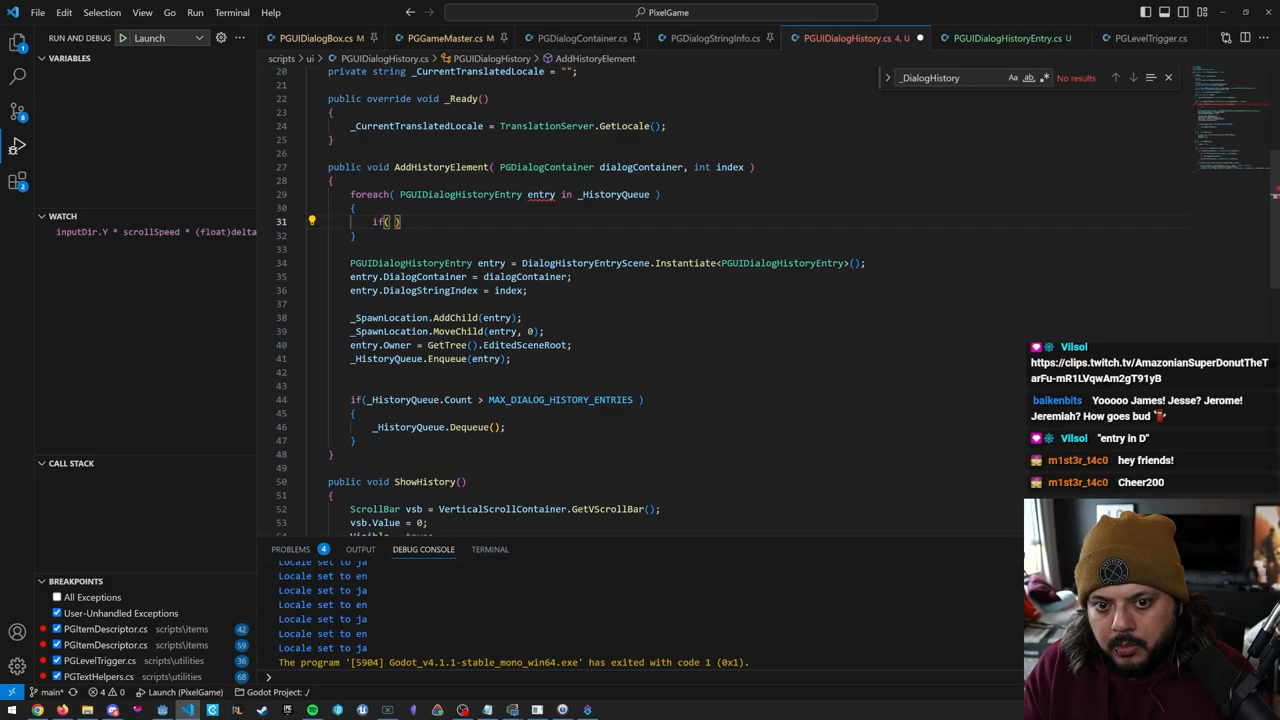 File Edit Selection View Go Run Terminal Help
PixelGame
RUN AND DEBUG Launch
PGUIDialogBox.cs M PGGameMaster.cs M PGDialogContainer.cs M PGDialogStringInfo.cs M PGUIDialogHistory.cs 4, U PGUIDialogHistoryEntry.cs U PGLevelTrigger.cs
scripts > ui > PGUIDialogHistory.cs > PGUIDialogHistory > AddHistoryElement
_DialogHistory Aa ab No results
VARIABLES
WATCH
inputDir.Y * scrollSpeed * (float)delta
CALL STACK
BREAKPOINTS
All Exceptions
User-Unhandled Exceptions
PGItemDescriptor.cs scripts\items 42
PGItemDescriptor.cs scripts\items 59
PGLevelTrigger.cs scripts\utilities 36
PGTextHelpers.cs scripts\utilities 68
20 private string _CurrentTranslatedLocale = "";
21
22 public override void _Ready()
23 {
24 _CurrentTranslatedLocale = TranslationServer.GetLocale();
25 }
26
27 public void AddHistoryElement( PGDialogContainer dialogContainer, int index )
28 {
29 foreach( PGUIDialogHistoryEntry entry in _HistoryQueue )
30 {
31 if( )
32 }
33
34 PGUIDialogHistoryEntry entry = DialogHistoryEntryScene.Instantiate<PGUIDialogHistoryEntry>();
35 entry.DialogContainer = dialogContainer;
36 entry.DialogStringIndex = index;
37
38 _SpawnLocation.AddChild(entry);
39 _SpawnLocation.MoveChild(entry, 0);
40 entry.Owner = GetTree().EditedSceneRoot;
41 _HistoryQueue.Enqueue(entry);
42
43
44 if(_HistoryQueue.Count > MAX_DIALOG_HISTORY_ENTRIES )
45 {
46 _HistoryQueue.Dequeue();
47 }
48 }
49
50 public void ShowHistory()
51 {
52 ScrollBar vsb = VerticalScrollContainer.GetVScrollBar();
53 vsb.Value = 0;
PROBLEMS 4 OUTPUT DEBUG CONSOLE TERMINAL
Locale set to ja
Locale set to en
Locale set to ja
Locale set to en
Locale set to ja
Locale set to en
Locale set to ja
The program '[5904] Godot_v4.1.1-stable_mono_win64.exe' has exited with code 1 (0x1).
Vilsol
https://clips.twitch.tv/AmazonianSuperDonutTheT
arFu-mR1LVqwAm2gT91yB
baikenbits Yooooo James! Jesse? Jerome!
Jeremiah? How goes bud
Vilsol "entry in D"
m1st3r_t4c0 hey friends!
m1st3r_t4c0 Cheer200
main* 4 0 Launch (PixelGame) Godot Project: ./